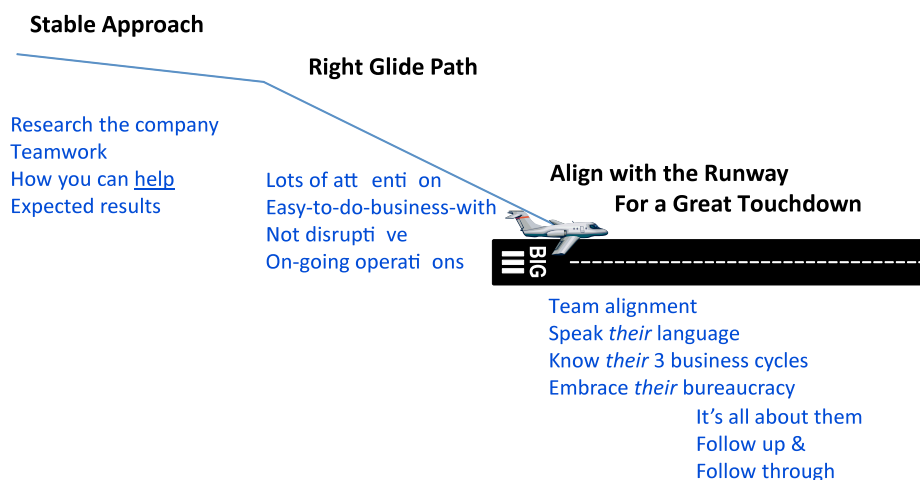 Stable Approach
Right Glide Path
Research the company
Teamwork
How you can help
Expected results
Lots of att enti on
Easy-to-do-business-with
Not disrupti ve
On-going operati ons
Align with the Runway
For a Great Touchdown
BIG
Team alignment
Speak their language
Know their 3 business cycles
Embrace their bureaucracy
It's all about them
Follow up &
Follow through